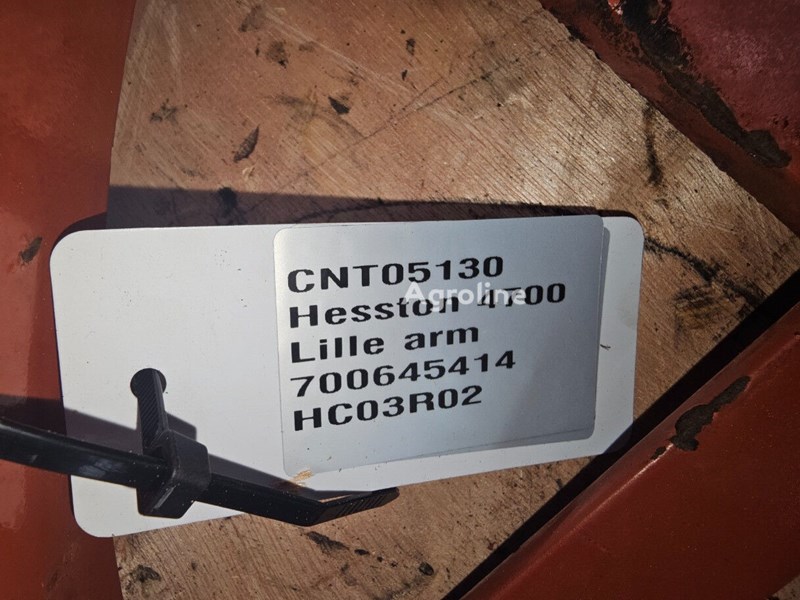 CNT05130
Hesston
Lille arm
700645414
HC03R02
Agroline